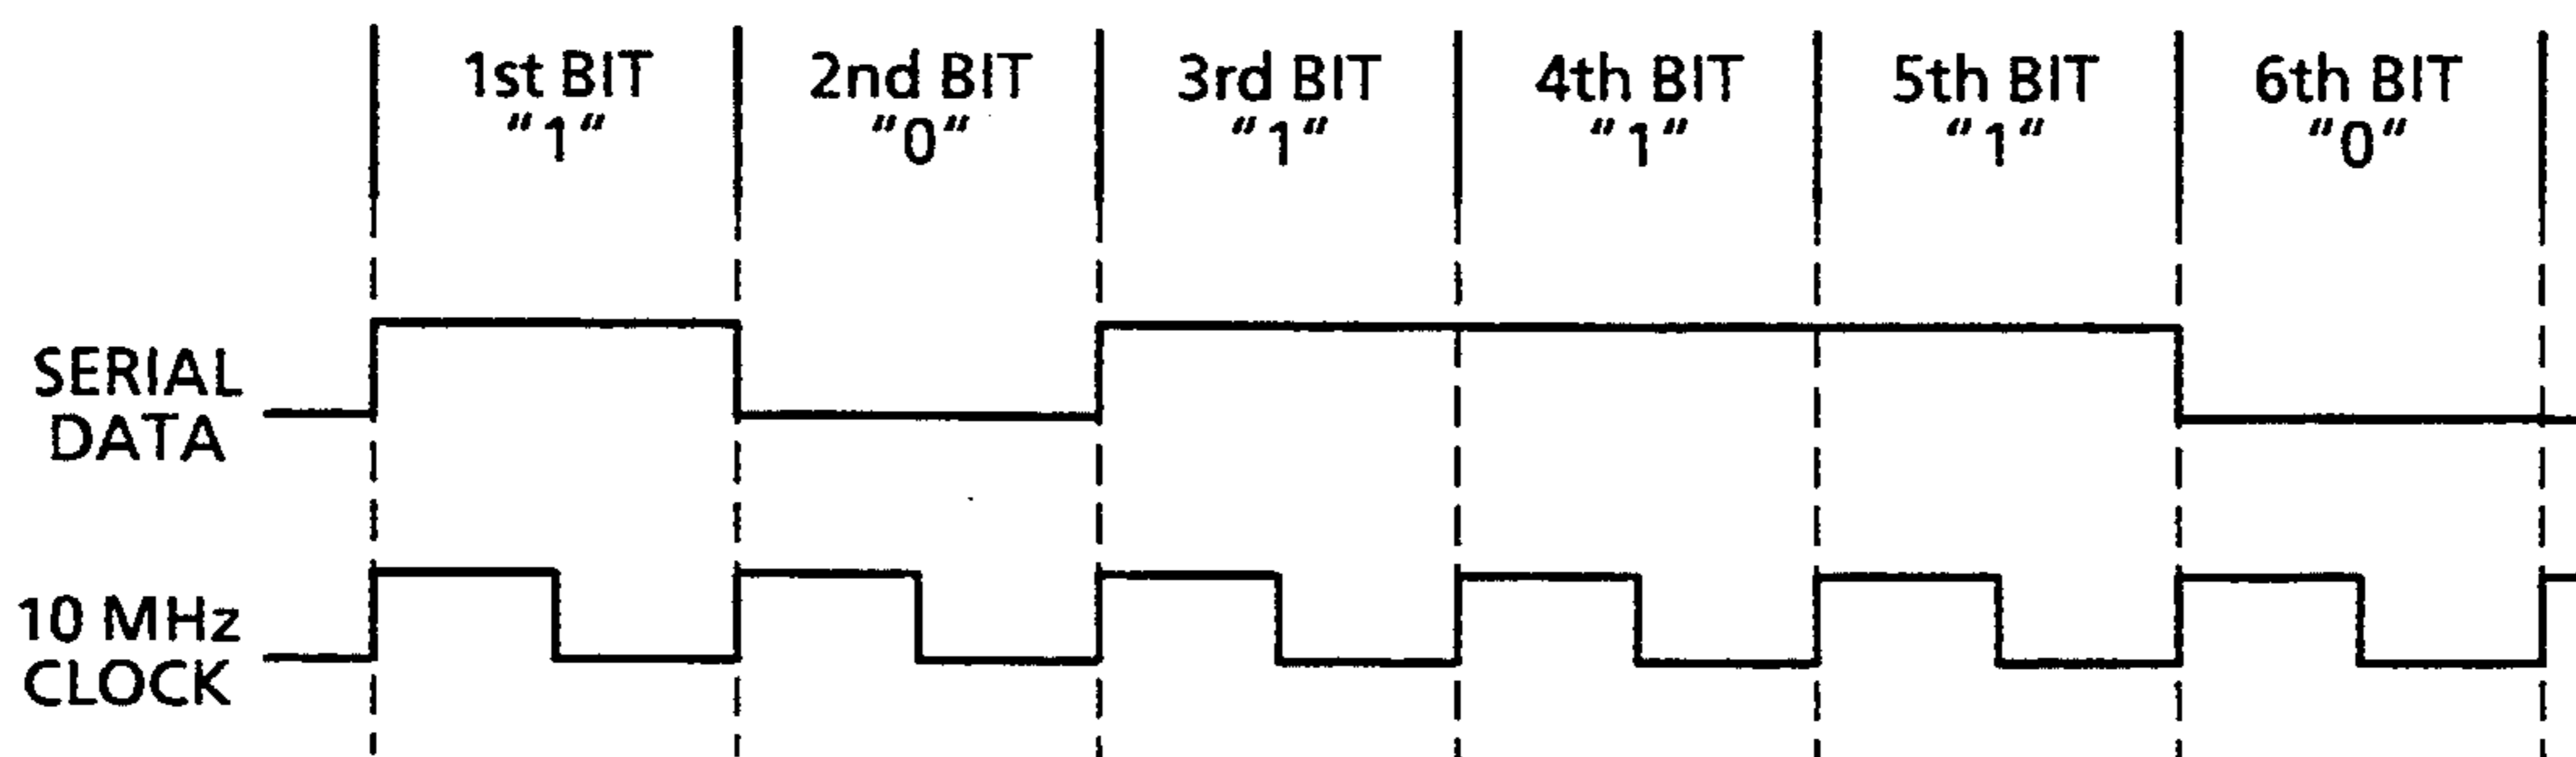 1st BIT
"1"
2nd BIT
"0"
3rd BIT
"1"
4th BIT
"1"
5th BIT
"1"
6th BIT
"0"
SERIAL
DATA
10 MHz
CLOCK